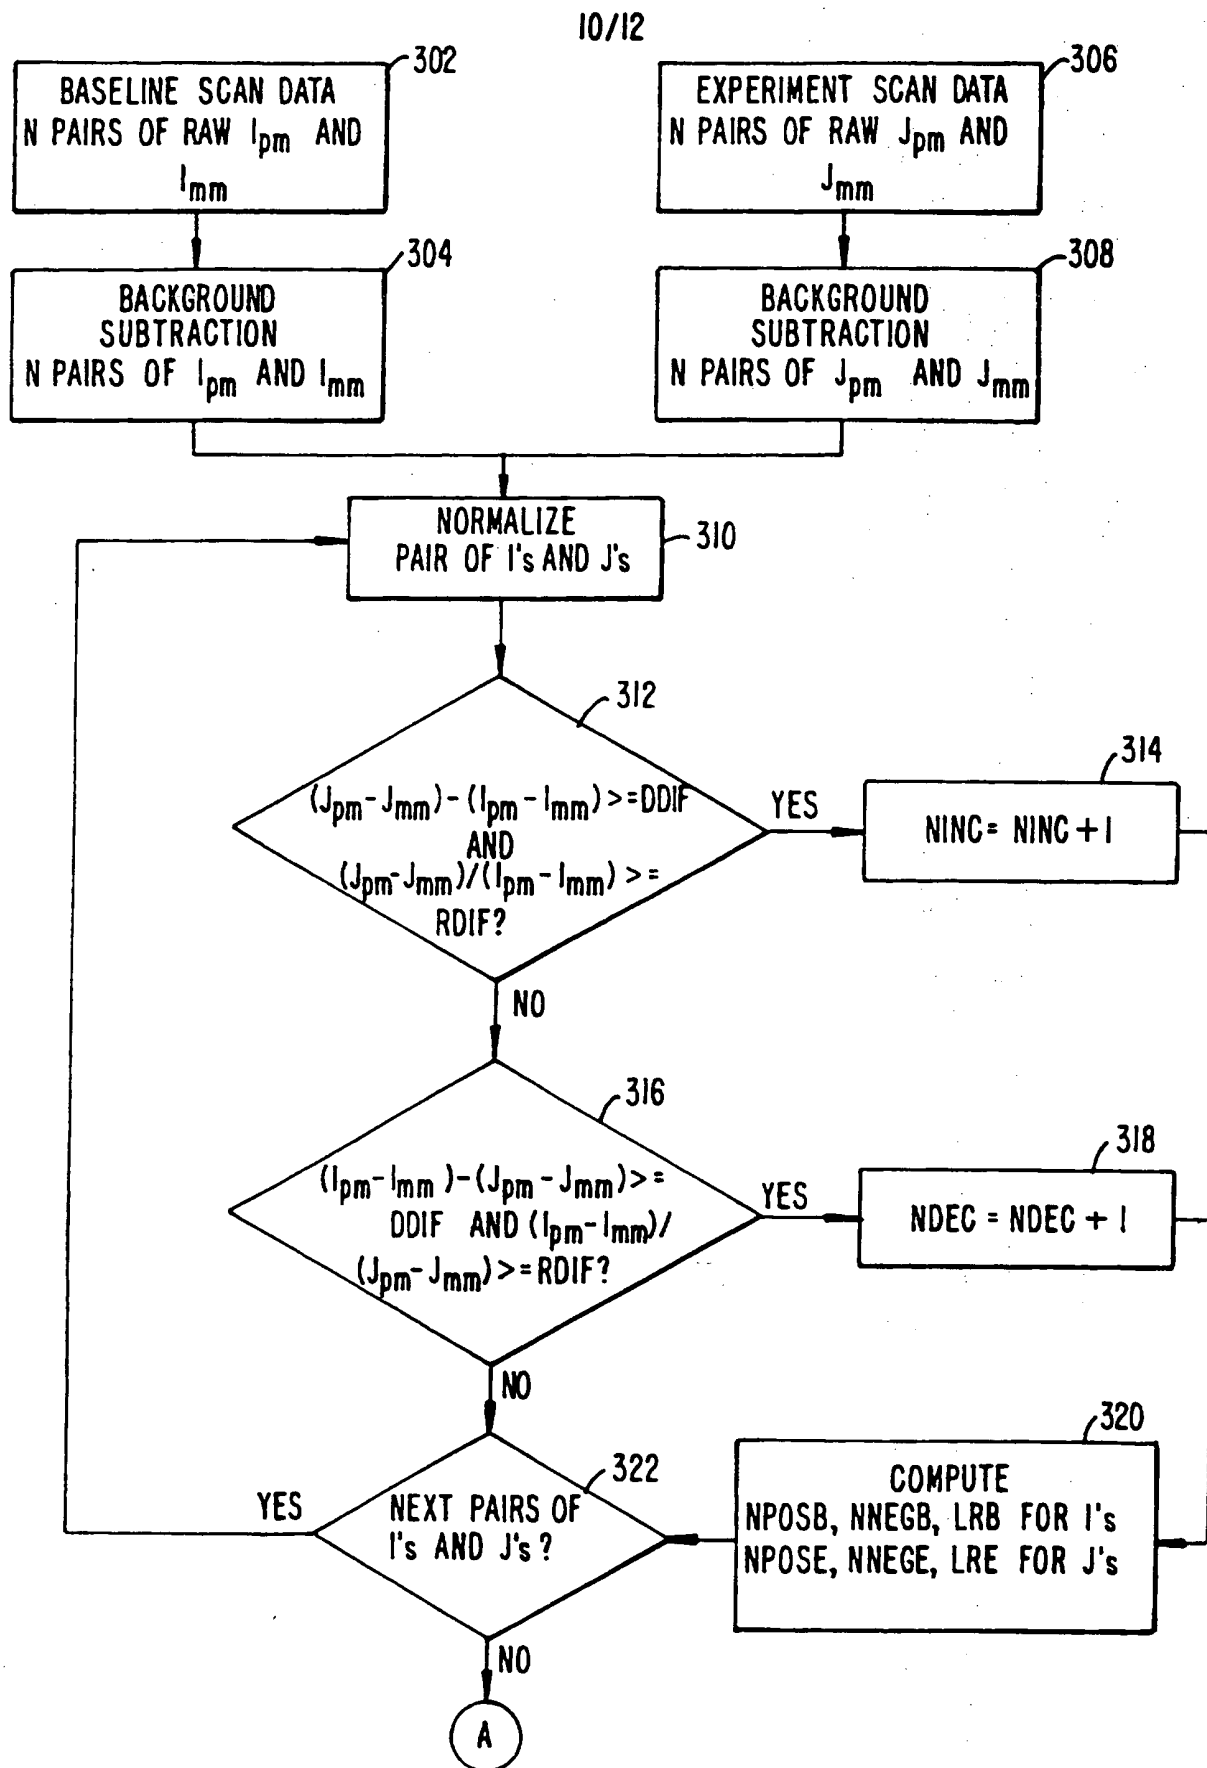 10/12
302
BASELINE SCAN DATA
N PAIRS OF RAW Ipm AND
Imm
306
EXPERIMENT SCAN DATA
N PAIRS OF RAW Jpm AND
Jmm
304
BACKGROUND
SUBTRACTION
N PAIRS OF Ipm AND Imm
308
BACKGROUND
SUBTRACTION
N PAIRS OF Jpm AND Jmm
NORMALIZE
PAIR OF I's AND J's
310
312
(Jpm-Jmm)-(Ipm-Imm)>=DDIF
AND
(Jpm-Jmm)/(Ipm-Imm)>=
RDIF?
YES
314
NINC= NINC+1
NO
316
(Ipm-Imm)-(Jpm-Jmm)>=
DDIF AND (Ipm-Imm)/
(Jpm-Jmm)>=RDIF?
YES
318
NDEC = NDEC + 1
NO
322
NEXT PAIRS OF
I's AND J's?
YES
320
COMPUTE
NPOSB, NNEGB, LRB FOR I's
NPOSE, NNEGE, LRE FOR J's
NO
A